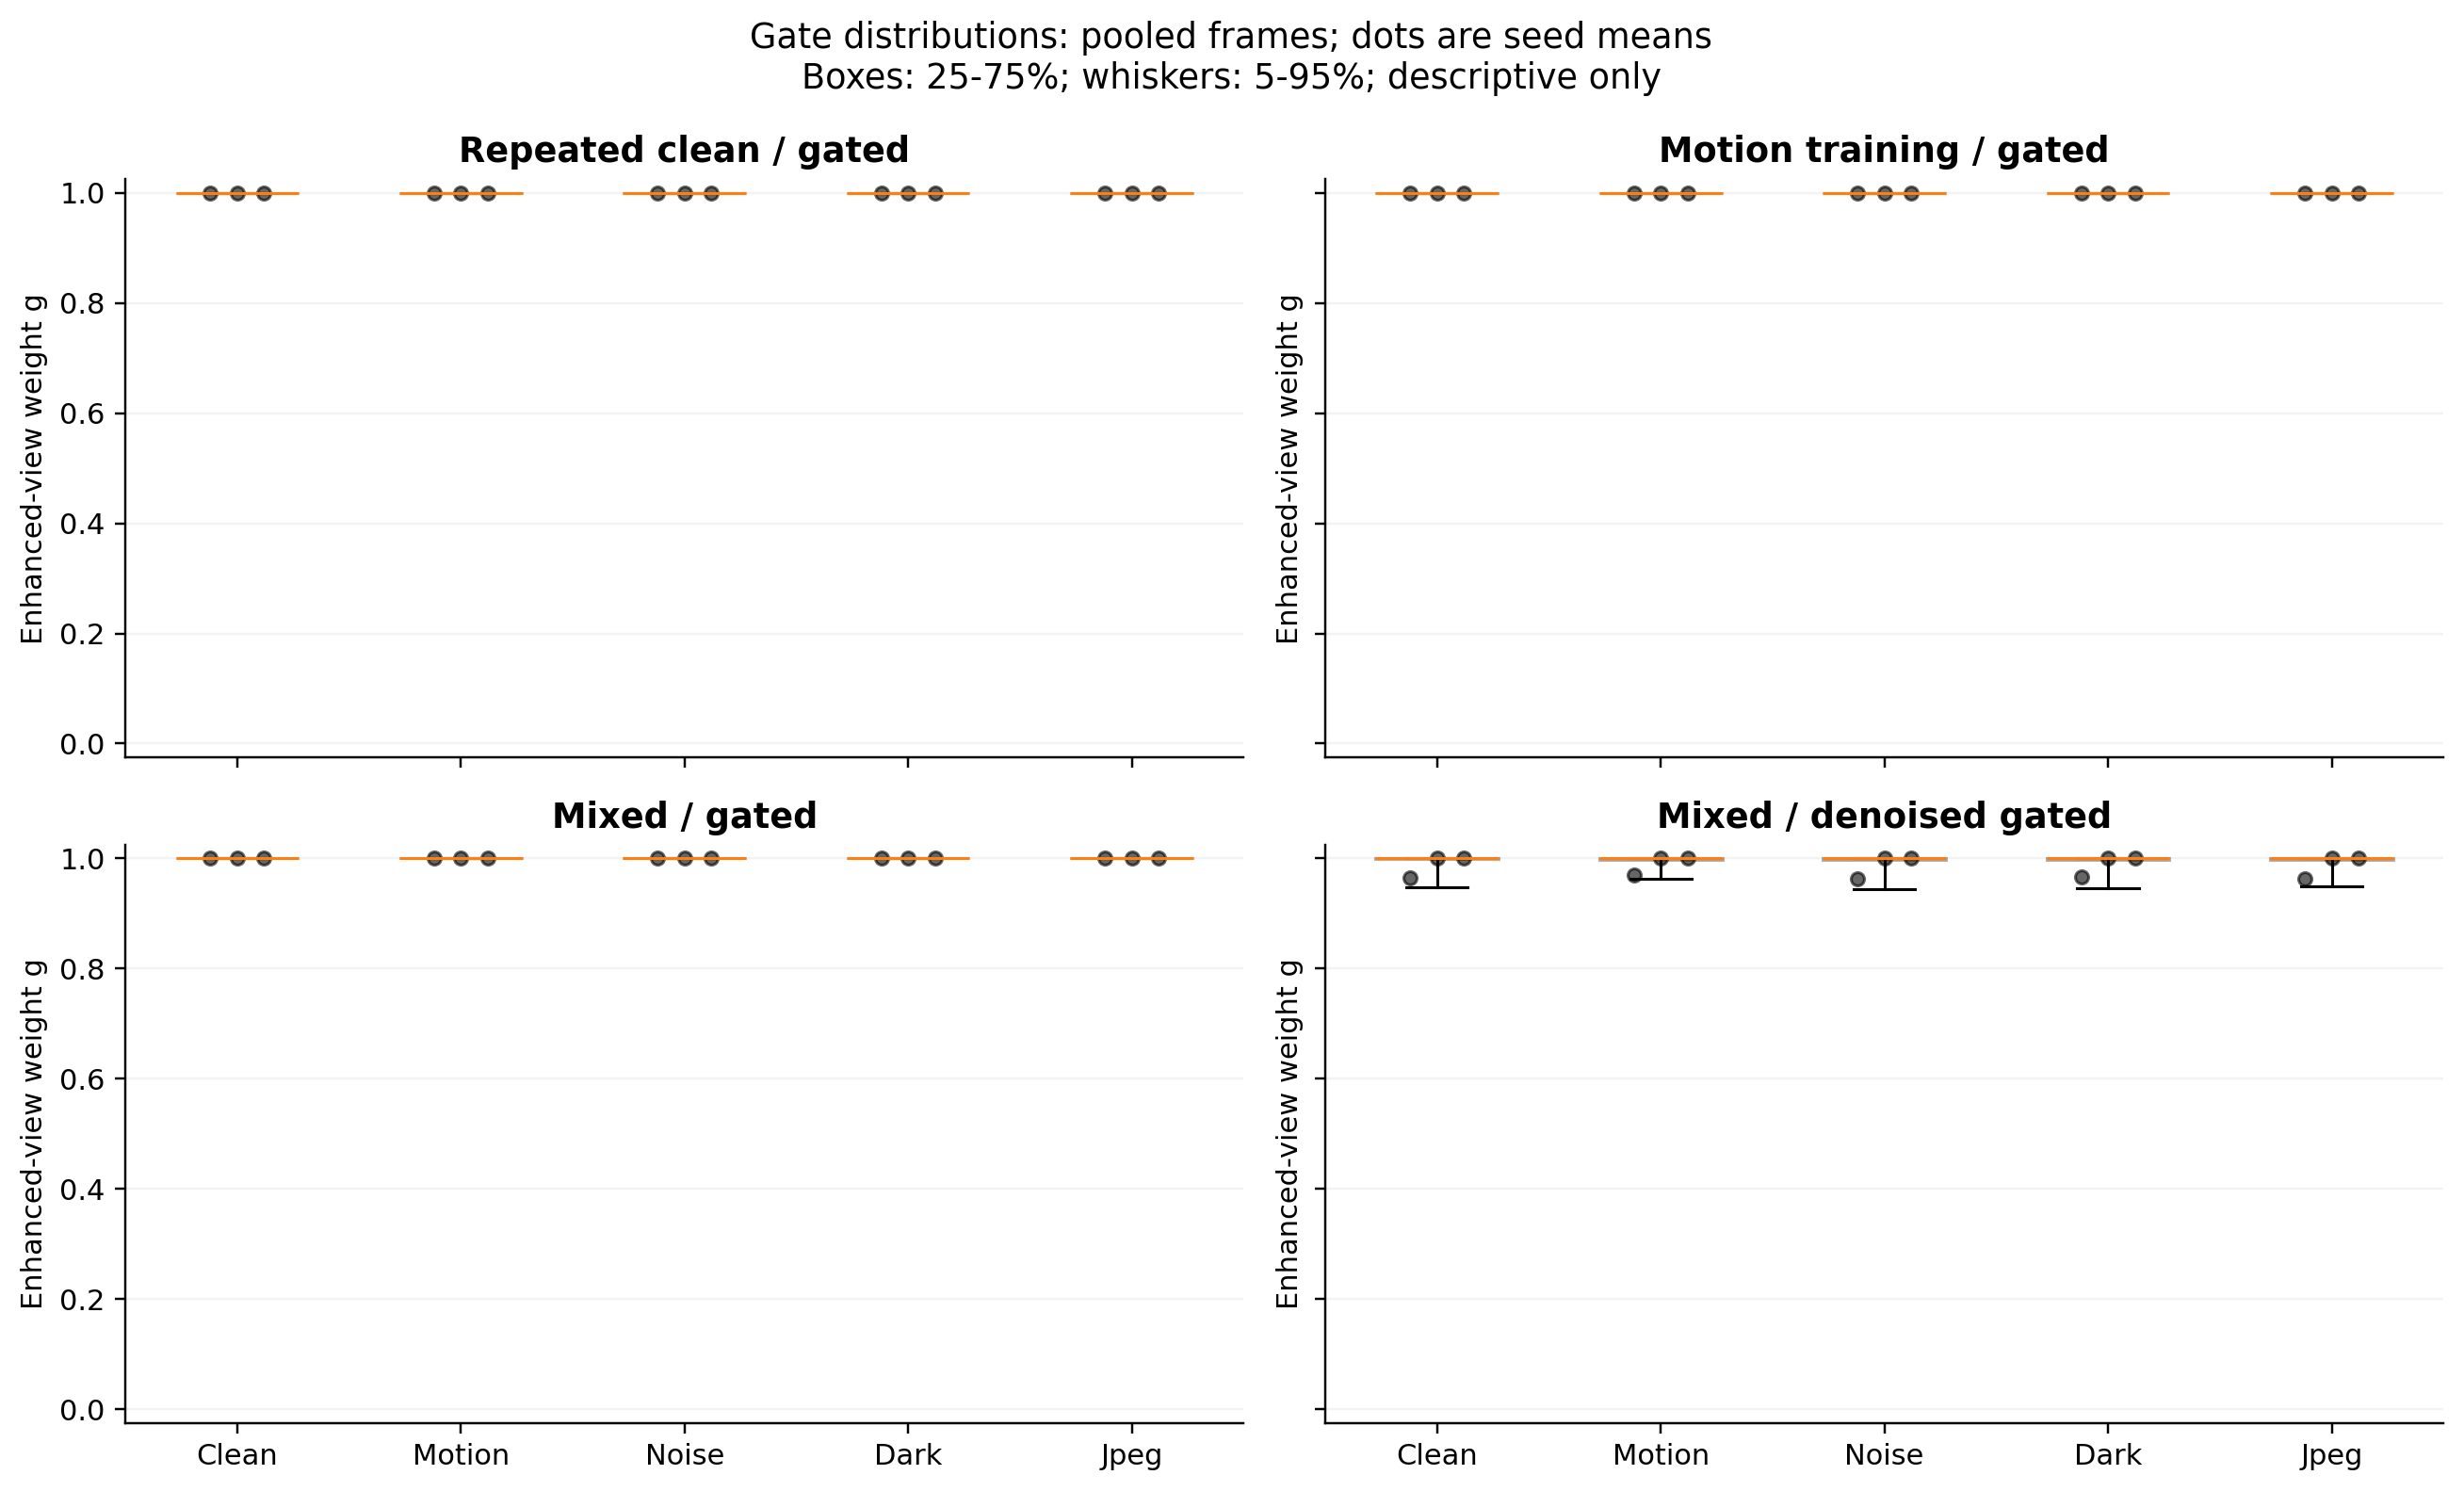 Gate distributions: pooled frames; dots are seed means
Boxes: 25-75%; whiskers: 5-95%; descriptive only
Repeated clean / gated
Enhanced-view weight g
1.0
0.8
0.6
0.4
0.2
0.0
Motion training / gated
Enhanced-view weight g
Mixed / gated
Enhanced-view weight g
1.0
0.8
0.6
0.4
0.2
0.0
Clean Motion Noise Dark Jpeg
Mixed / denoised gated
Enhanced-view weight g
Clean Motion Noise Dark Jpeg